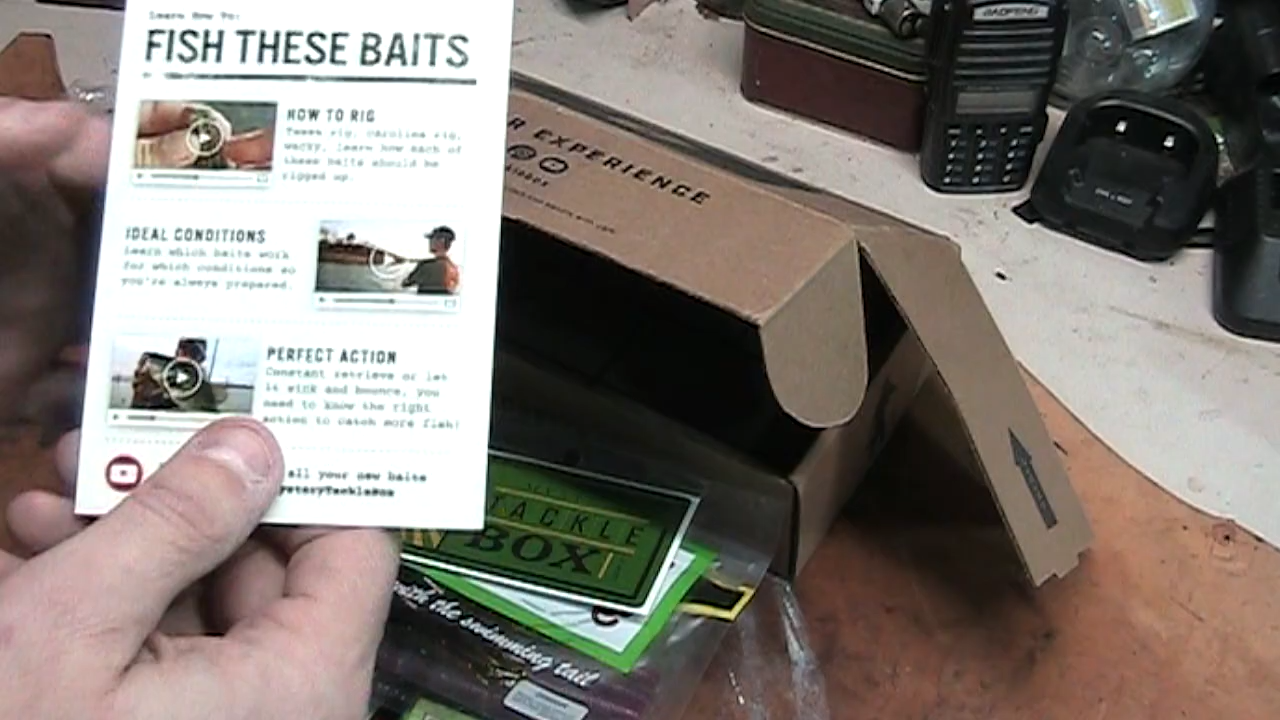 Learn How To:
FISH THESE BAITS
HOW TO RIG
Texas rig, carolina rig,
wacky, learn how each of
these baits should be
rigged up.
IDEAL CONDITIONS
Learn which baits work
for which conditions so
you're always prepared.
PERFECT ACTION
Constant retrieve or let
it sink and bounce, you
need to know the right
action to catch more fish!
all your new baits
ysteryTackleBox
R EXPERIENCE
BAOFENG
TACKLE
BOX
with the swimming tail